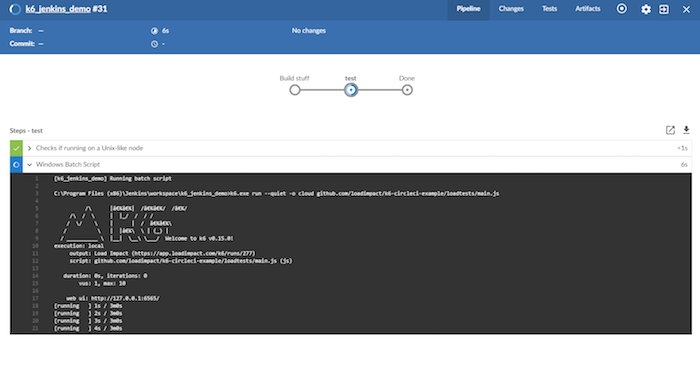 k6_jenkins_demo #31
Pipeline Changes Tests Artifacts
Branch: — 6s No changes
Commit: — -
Build stuff test Done
Steps - test
Checks if running on a Unix-like node <1s
Windows Batch Script 6s
1 [k6_jenkins_demo] Running batch script
2
3 C:\Program Files (x86)\Jenkins\workspace\k6_jenkins_demo>k6.exe run --quiet -o cloud github.com/loadimpact/k6-circleci-example/loadtests/main.js
4
5
6
7
8
9 Welcome to k6 v0.15.0!
10 execution: local
11 output: Load Impact (https://app.loadimpact.com/k6/runs/277)
12 script: github.com/loadimpact/k6-circleci-example/loadtests/main.js (js)
13
14 duration: 0s, iterations: 0
15 vus: 1, max: 10
16
17 web ui: http://127.0.0.1:6565/
18 [running ] 1s / 3m0s
19 [running ] 2s / 3m0s
20 [running ] 3s / 3m0s
21 [running ] 4s / 3m0s